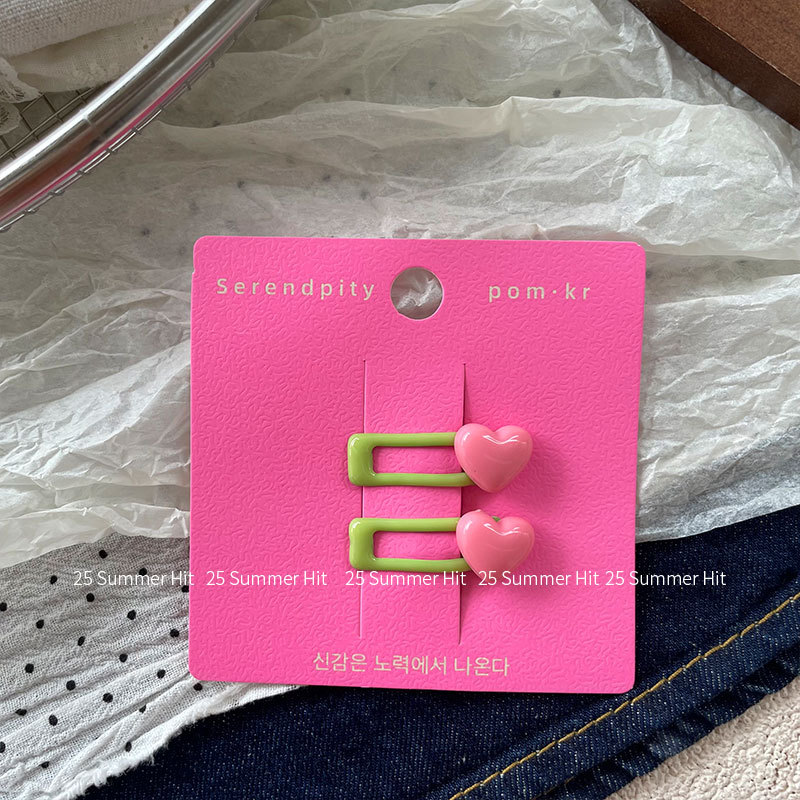 Serendpity pom·kr
25 Summer Hit 25 Summer Hit 25 Summer Hit 25 Summer Hit 25 Summer Hit
신감은 노력에서 나온다